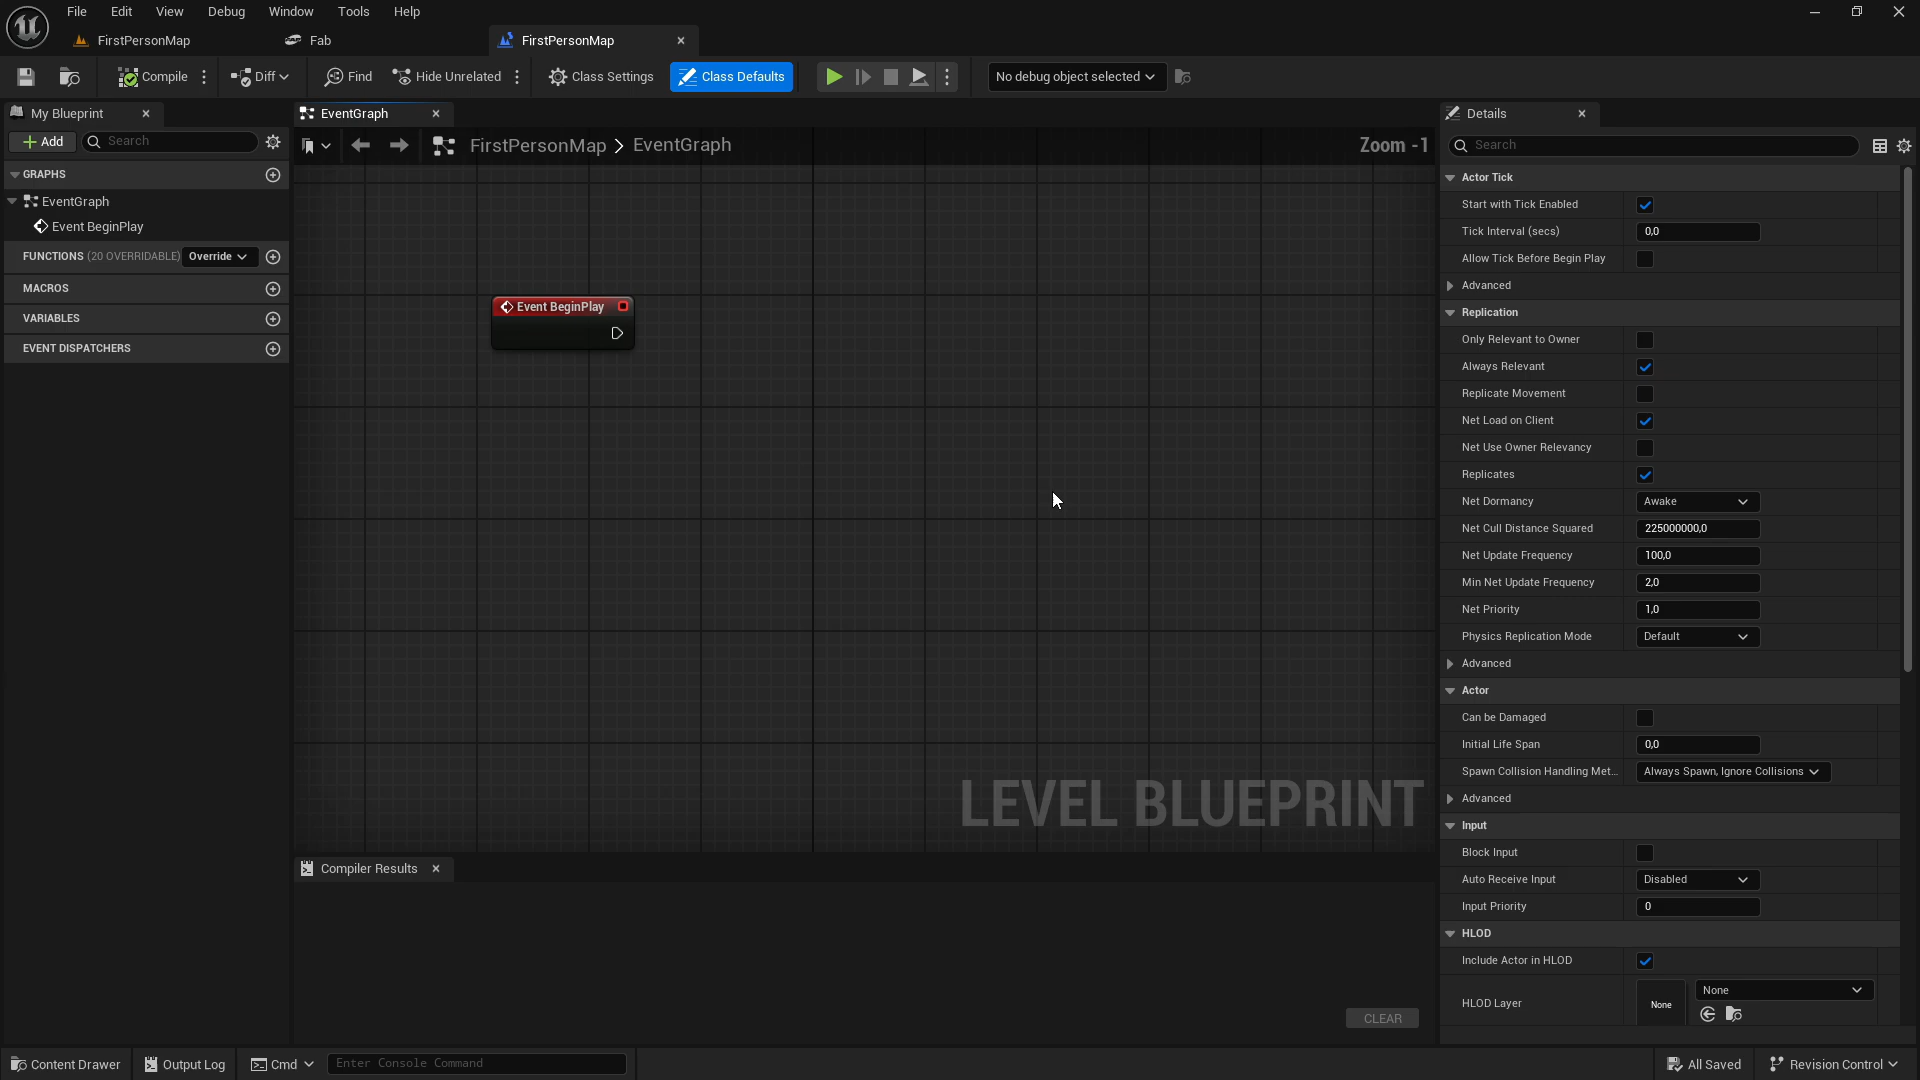 File Edit View Debug Window Tools Help
FirstPersonMap Fab FirstPersonMap
Compile Diff Find Hide Unrelated Class Settings Class Defaults No debug object selected
My Blueprint
Add Search
GRAPHS
EventGraph
Event BeginPlay
FUNCTIONS (20 OVERRIDABLE) Override
MACROS
VARIABLES
EVENT DISPATCHERS
EventGraph
FirstPersonMap > EventGraph Zoom -1
Event BeginPlay
LEVEL BLUEPRINT
Compiler Results
CLEAR
Details
Search
Actor Tick
Start with Tick Enabled
Tick Interval (secs) 0,0
Allow Tick Before Begin Play
Advanced
Replication
Only Relevant to Owner
Always Relevant
Replicate Movement
Net Load on Client
Net Use Owner Relevancy
Replicates
Net Dormancy Awake
Net Cull Distance Squared 225000000,0
Net Update Frequency 100,0
Min Net Update Frequency 2,0
Net Priority 1,0
Physics Replication Mode Default
Advanced
Actor
Can be Damaged
Initial Life Span 0,0
Spawn Collision Handling Met... Always Spawn, Ignore Collisions
Advanced
Input
Block Input
Auto Receive Input Disabled
Input Priority 0
HLOD
Include Actor in HLOD
HLOD Layer None None
Content Drawer Output Log Cmd Enter Console Command All Saved Revision Control